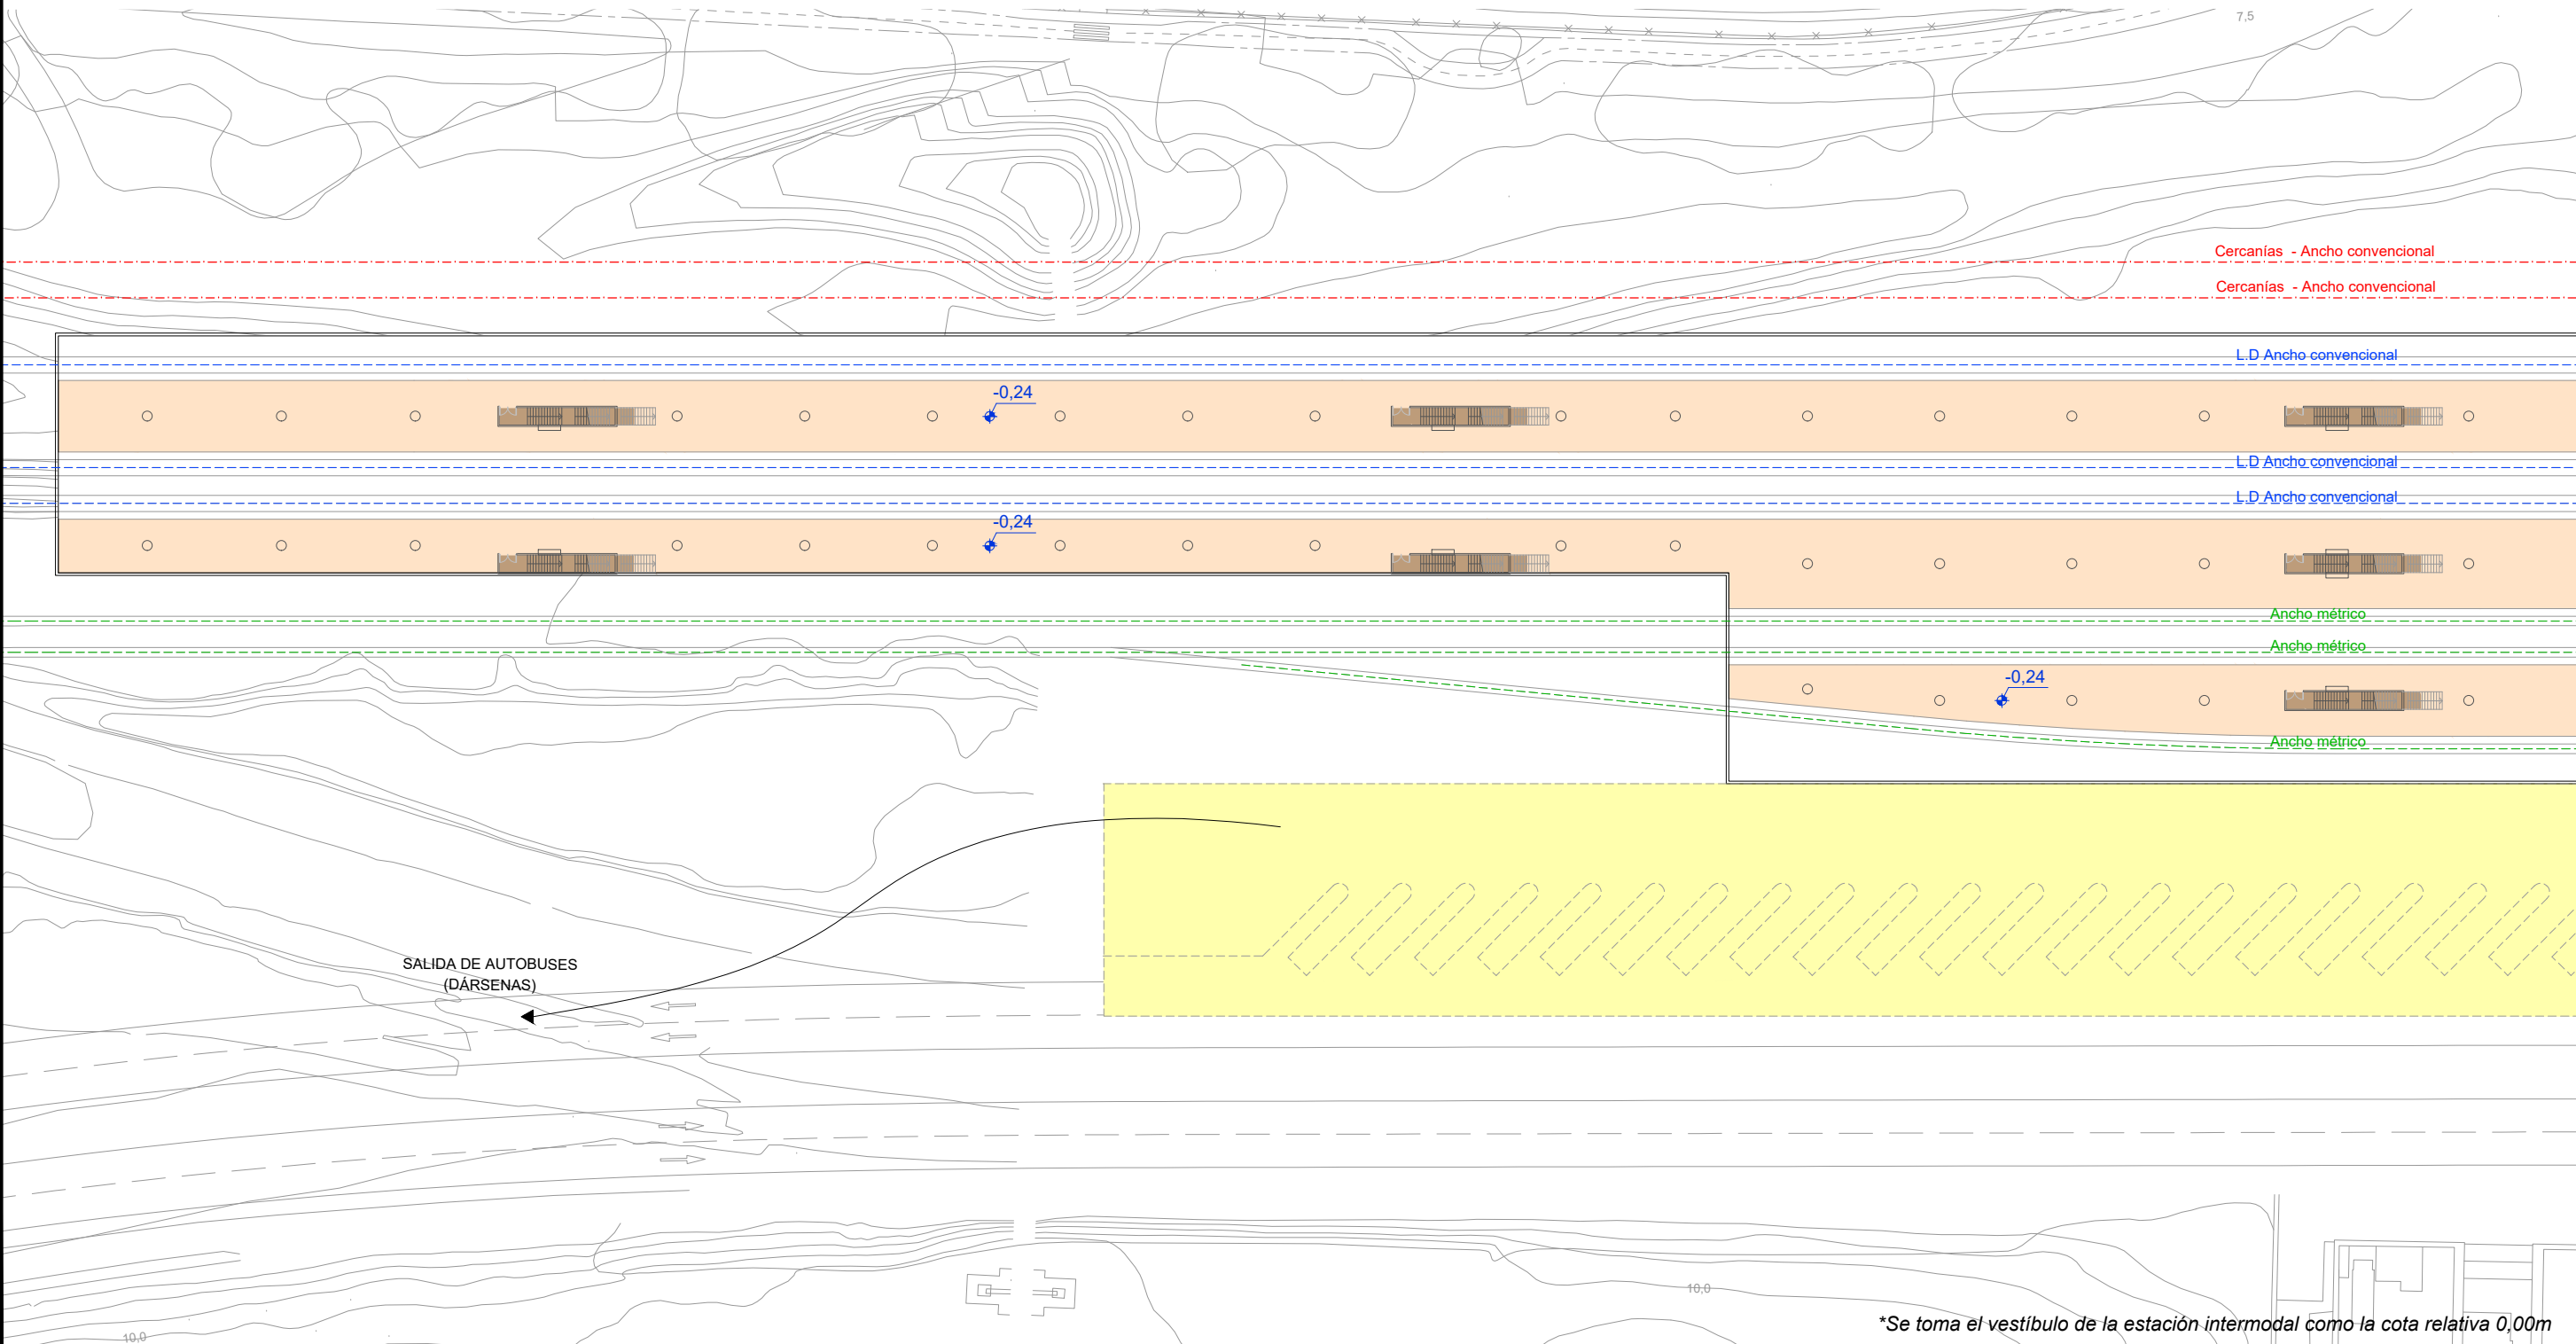 7,5
Cercanías - Ancho convencional
Cercanías - Ancho convencional
L.D Ancho convencional
-0,24
L.D Ancho convencional
L.D Ancho convencional
-0,24
Ancho métrico
Ancho métrico
-0,24
Ancho métrico
SALIDA DE AUTOBUSES
(DÁRSENAS)
10,0
*Se toma el vestíbulo de la estación intermodal como la cota relativa 0,00m
10,0